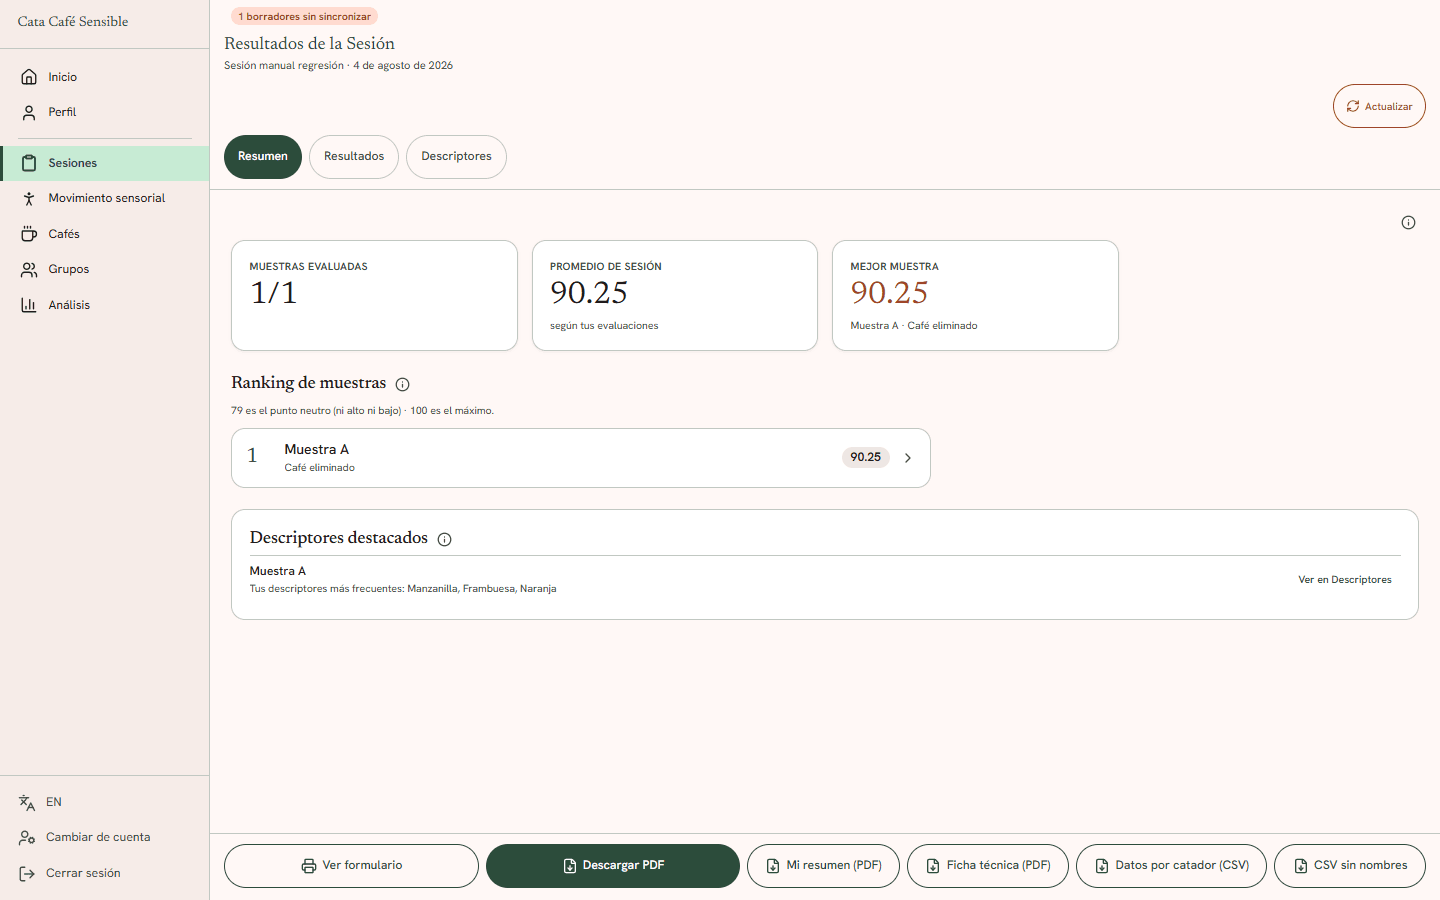 Cata Café Sensible
Inicio
Perfil
Sesiones
Movimiento sensorial
Cafés
Grupos
Análisis
EN
Cambiar de cuenta
Cerrar sesión
1 borradores sin sincronizar
Resultados de la Sesión
Sesión manual regresión · 4 de agosto de 2026
Actualizar
Resumen
Resultados
Descriptores
MUESTRAS EVALUADAS
1/1
PROMEDIO DE SESIÓN
90.25
según tus evaluaciones
MEJOR MUESTRA
90.25
Muestra A · Café eliminado
Ranking de muestras
79 es el punto neutro (ni alto ni bajo) · 100 es el máximo.
1
Muestra A
Café eliminado
90.25
Descriptores destacados
Muestra A
Tus descriptores más frecuentes: Manzanilla, Frambuesa, Naranja
Ver en Descriptores
Ver formulario
Descargar PDF
Mi resumen (PDF)
Ficha técnica (PDF)
Datos por catador (CSV)
CSV sin nombres